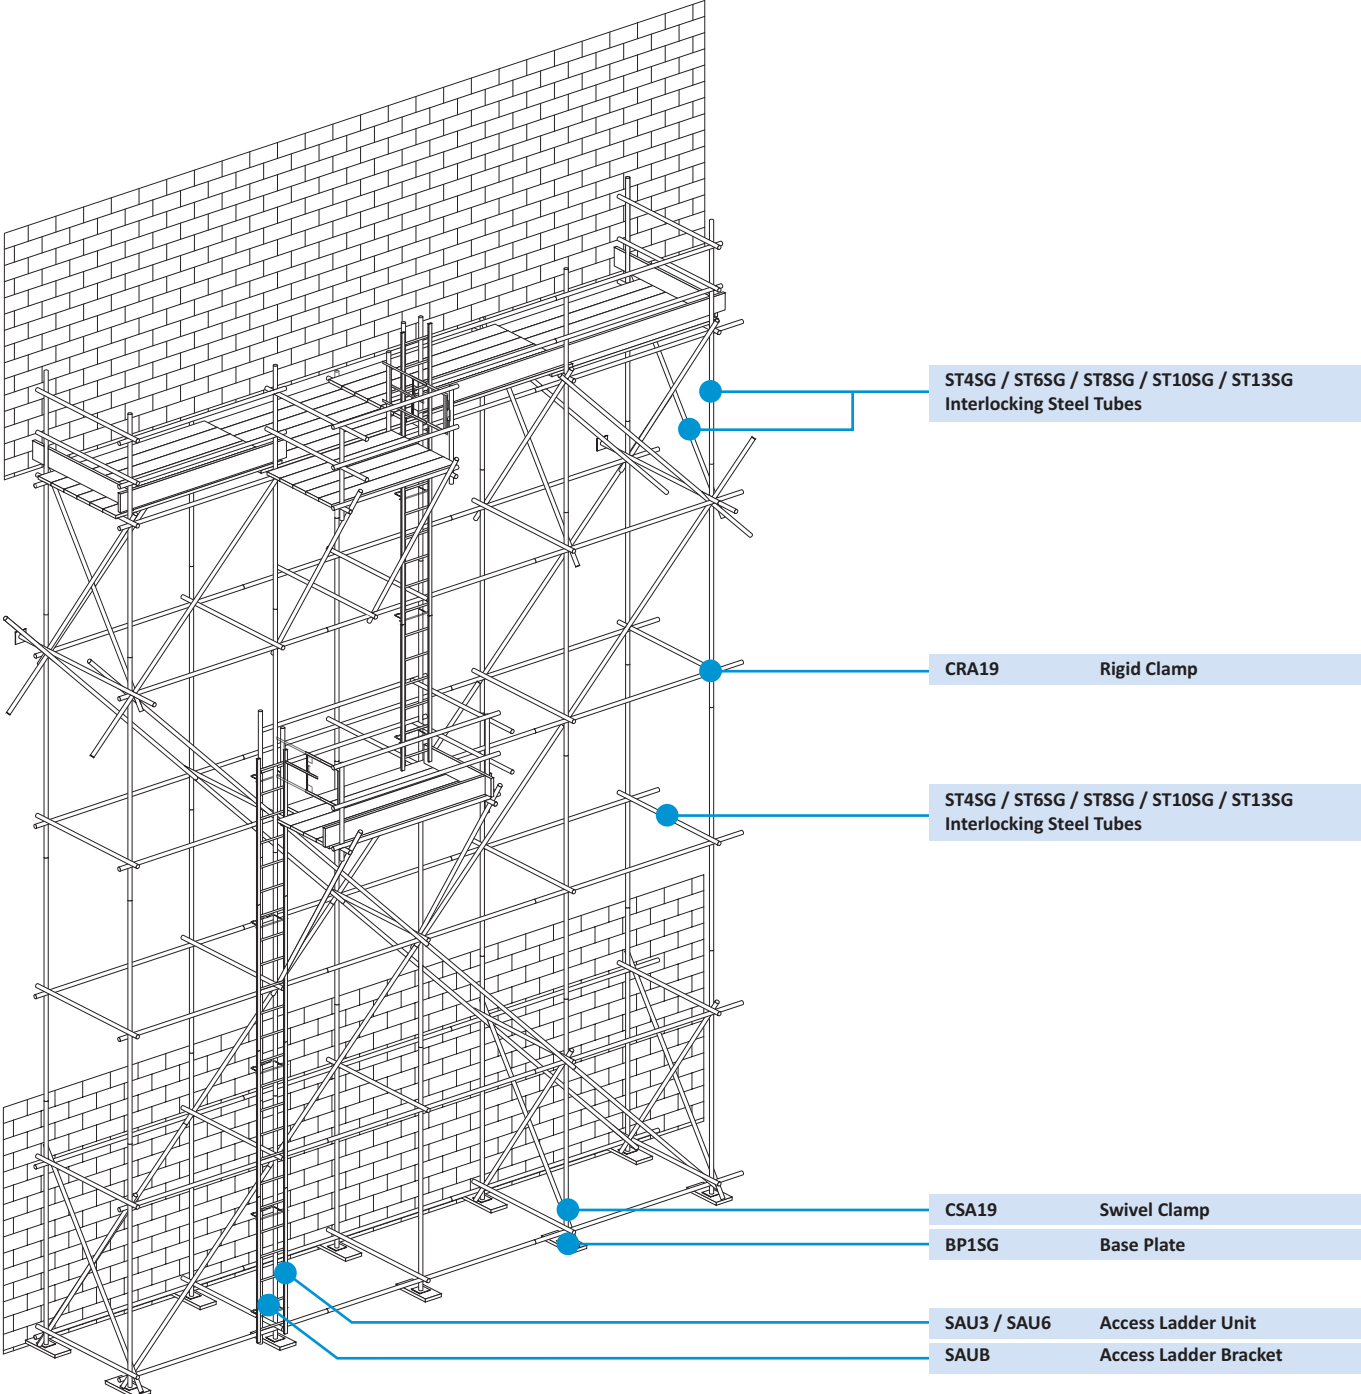 ST4SG / ST6SG / ST8SG / ST10SG / ST13SG
Interlocking Steel Tubes
CRA19 Rigid Clamp
ST4SG / ST6SG / ST8SG / ST10SG / ST13SG
Interlocking Steel Tubes
CSA19 Swivel Clamp
BP1SG Base Plate
SAU3 / SAU6 Access Ladder Unit
SAUB Access Ladder Bracket